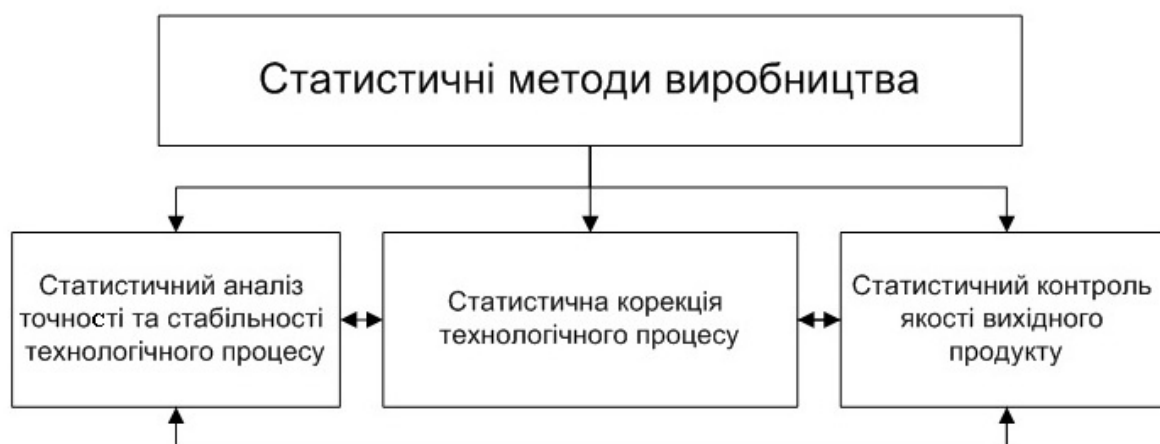 Статистичні методи виробництва
Статистичний аналіз
точності та стабільності
технологічного процесу
Статистична корекція
технологічного процесу
Статистичний контроль
якості вихідного
продукту